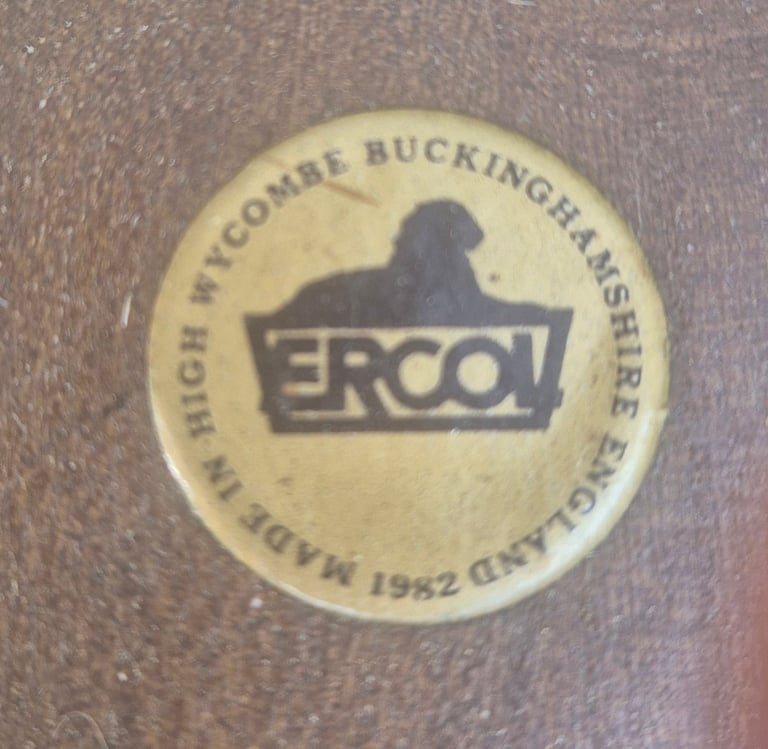 MADE IN HIGH WYCOMBE BUCKINGHAMSHIRE ENGLAND
1982
ERCOL